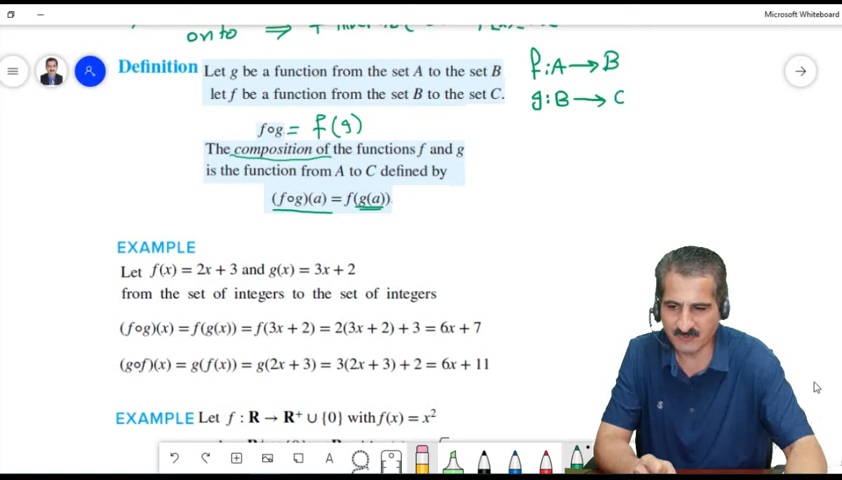 Microsoft Whiteboard
onto ⇒
Definition Let g be a function from the set A to the set B
let f be a function from the set B to the set C.
f:A→B
g:B→C
fog = f(g)
The composition of the functions f and g
is the function from A to C defined by
(fog)(a) = f(g(a))
EXAMPLE
Let f(x) = 2x + 3 and g(x) = 3x + 2
from the set of integers to the set of integers
(fog)(x) = f(g(x)) = f(3x + 2) = 2(3x + 2) + 3 = 6x + 7
(gof)(x) = g(f(x)) = g(2x + 3) = 3(2x + 3) + 2 = 6x + 11
EXAMPLE Let f : R → R⁺ ∪ {0} with f(x) = x²
A